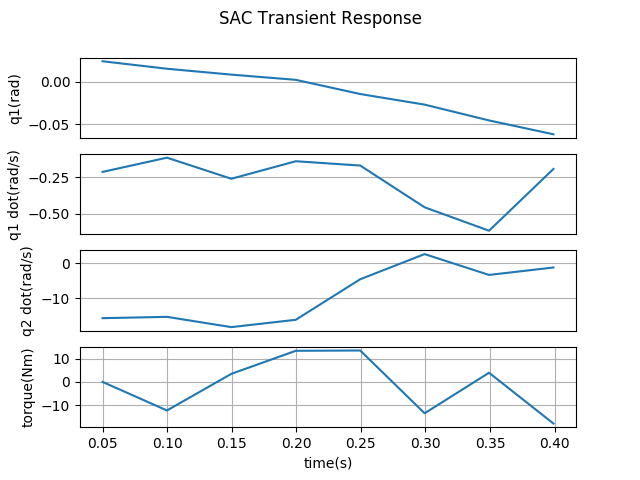 SAC Transient Response
q1(rad)
0.00
−0.05
q1 dot(rad/s)
−0.25
−0.50
q2 dot(rad/s)
0
−10
torque(Nm)
10
0
−10
0.05 0.10 0.15 0.20 0.25 0.30 0.35 0.40
time(s)